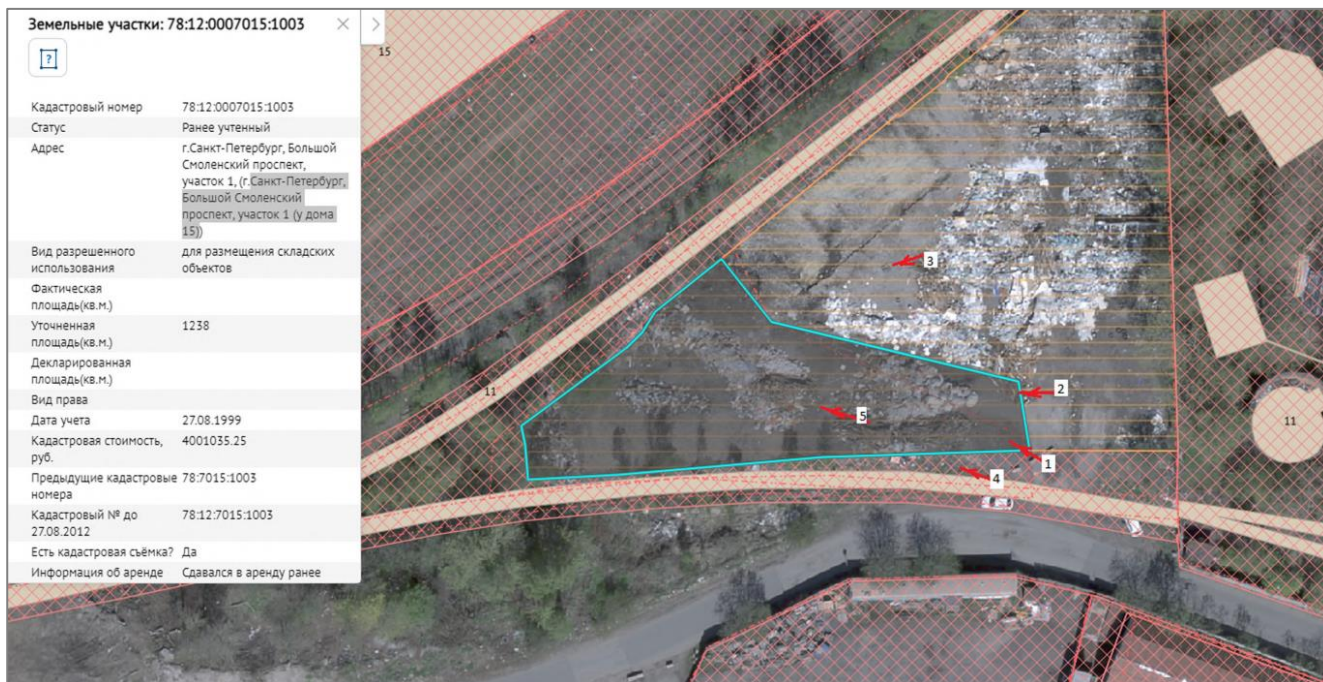 Земельные участки: 78:12:0007015:1003
Кадастровый номер 78:12:0007015:1003
Статус Ранее учтенный
Адрес г.Санкт-Петербург, Большой
Смоленский проспект,
участок 1, (г.Санкт-Петербург,
Большой Смоленский
проспект, участок 1 (у дома
15))
Вид разрешенного для размещения складских
использования объектов
Фактическая
площадь(кв.м.)
Уточненная 1238
площадь(кв.м.)
Декларированная
площадь(кв.м.)
Вид права
Дата учета 27.08.1999
Кадастровая стоимость, 4001035.25
руб.
Предыдущие кадастровые 78:7015:1003
номера
Кадастровый № до 78:12:7015:1003
27.08.2012
Есть кадастровая съёмка? Да
Информация об аренде Сдавался в аренду ранее
15
3
2
11
5
11
1
4